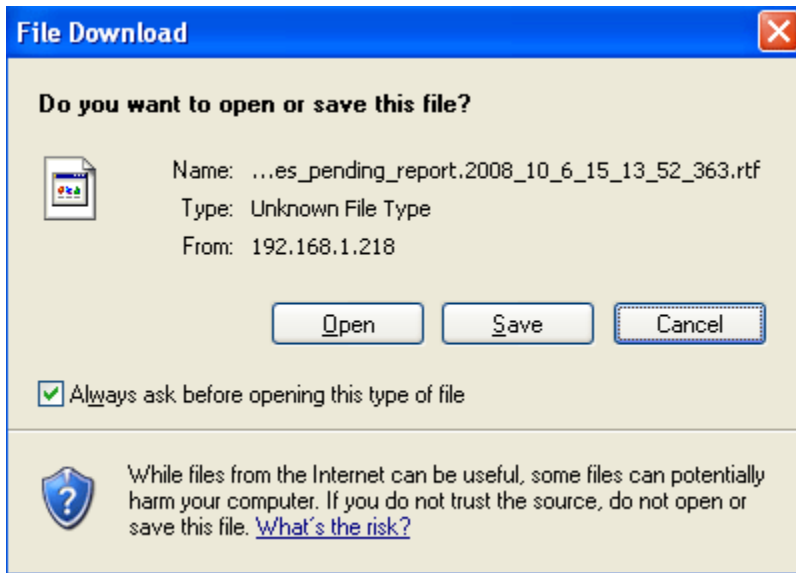 File Download
Do you want to open or save this file?
Name: ...es_pending_report.2008_10_6_15_13_52_363.rtf
Type: Unknown File Type
From: 192.168.1.218
Open Save Cancel
Always ask before opening this type of file
While files from the Internet can be useful, some files can potentially
harm your computer. If you do not trust the source, do not open or
save this file. What's the risk?